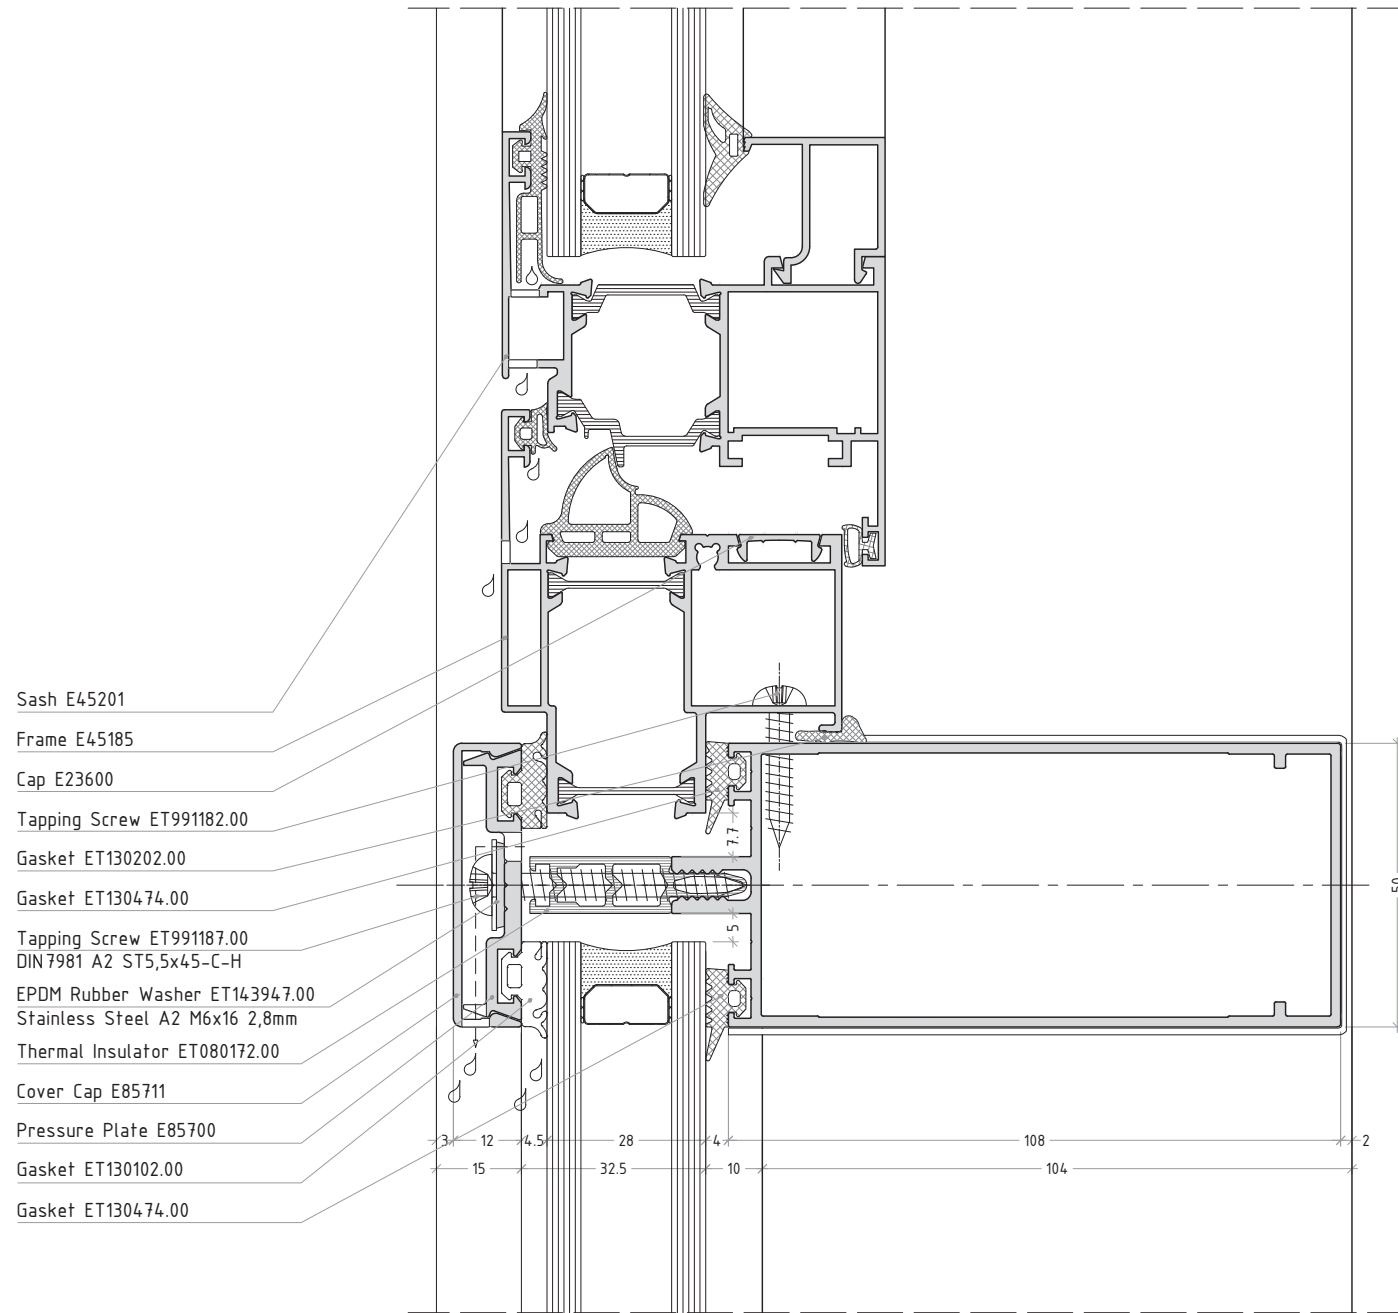 Sash E45201
Frame E45185
Cap E23600
Tapping Screw ET991182.00
Gasket ET130202.00
Gasket ET130474.00
Tapping Screw ET991187.00
DIN7981 A2 ST5,5x45-C-H
EPDM Rubber Washer ET143947.00
Stainless Steel A2 M6x16 2,8mm
Thermal Insulator ET080172.00
Cover Cap E85711
Pressure Plate E85700
Gasket ET130102.00
Gasket ET130474.00
7.7
5
50
3 12 4.5 28 4 108 2
15 32.5 10 104